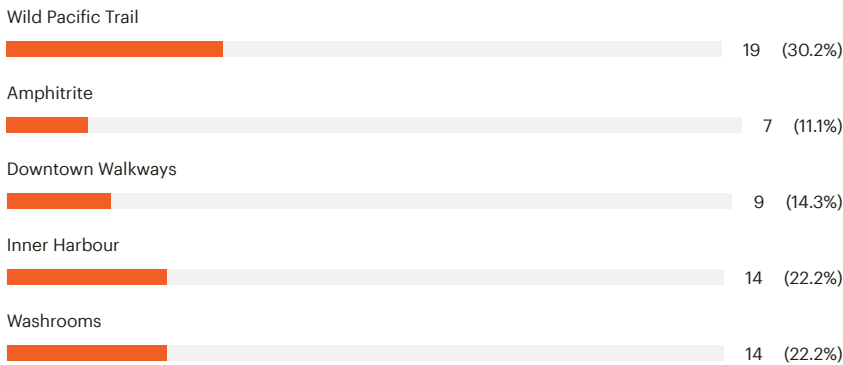 Wild Pacific Trail
19 (30.2%)
Amphitrite
7 (11.1%)
Downtown Walkways
9 (14.3%)
Inner Harbour
14 (22.2%)
Washrooms
14 (22.2%)